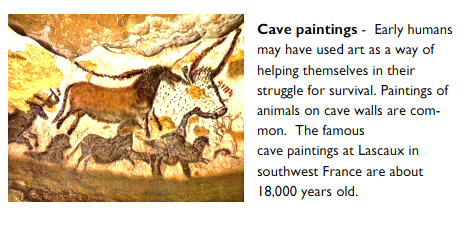 Cave paintings -  Early humans
may have used art as a way of
helping themselves in their
struggle for survival. Paintings of
animals on cave walls are com-
mon.  The famous
cave paintings at Lascaux in
southwest France are about
18,000 years old.